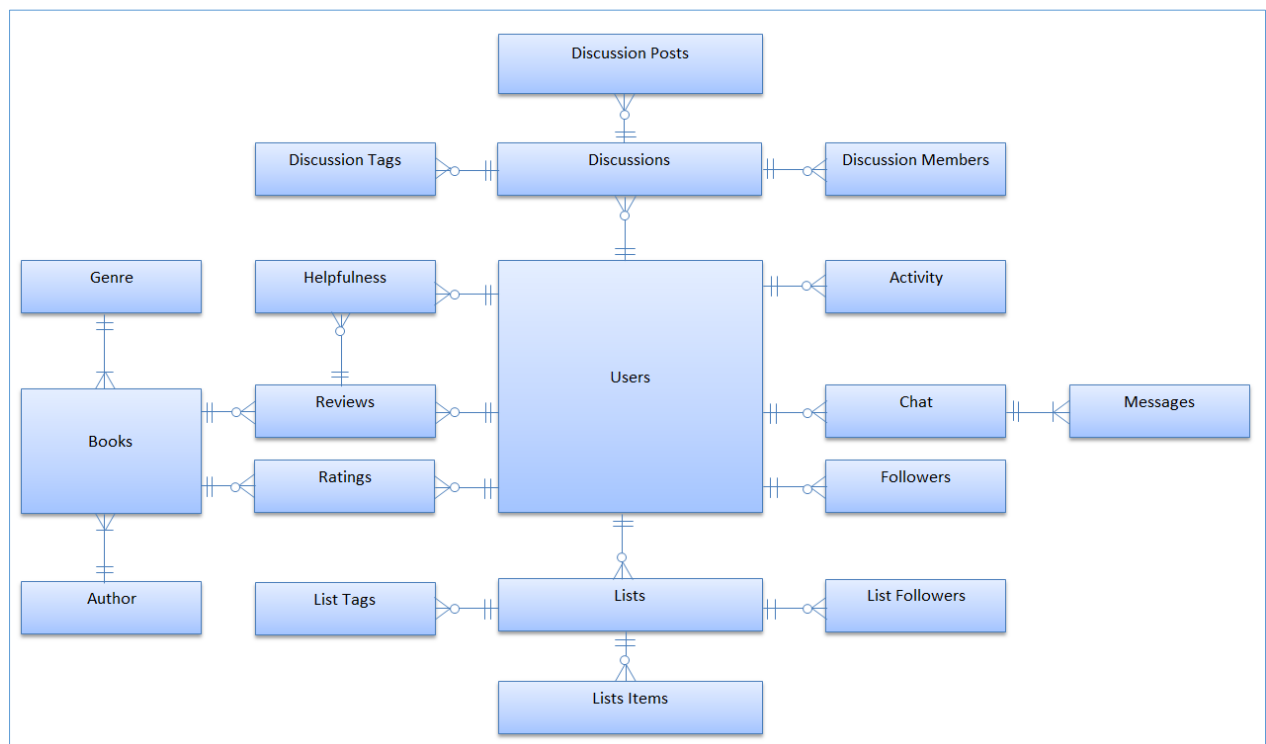 Discussion Posts
Discussion Tags
Discussions
Discussion Members
Genre
Helpfulness
Users
Activity
Books
Reviews
Chat
Messages
Ratings
Followers
Author
List Tags
Lists
List Followers
Lists Items